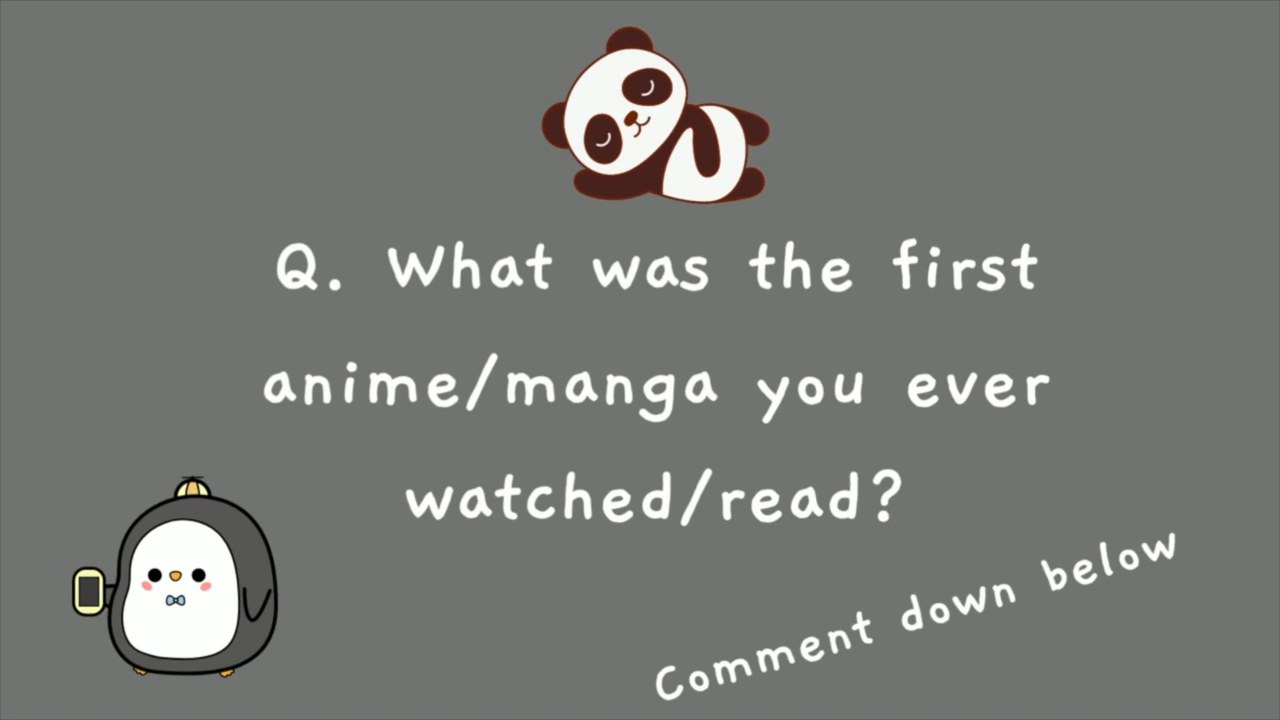 Q. What was the first
anime/manga you ever
watched/read?
Comment down below